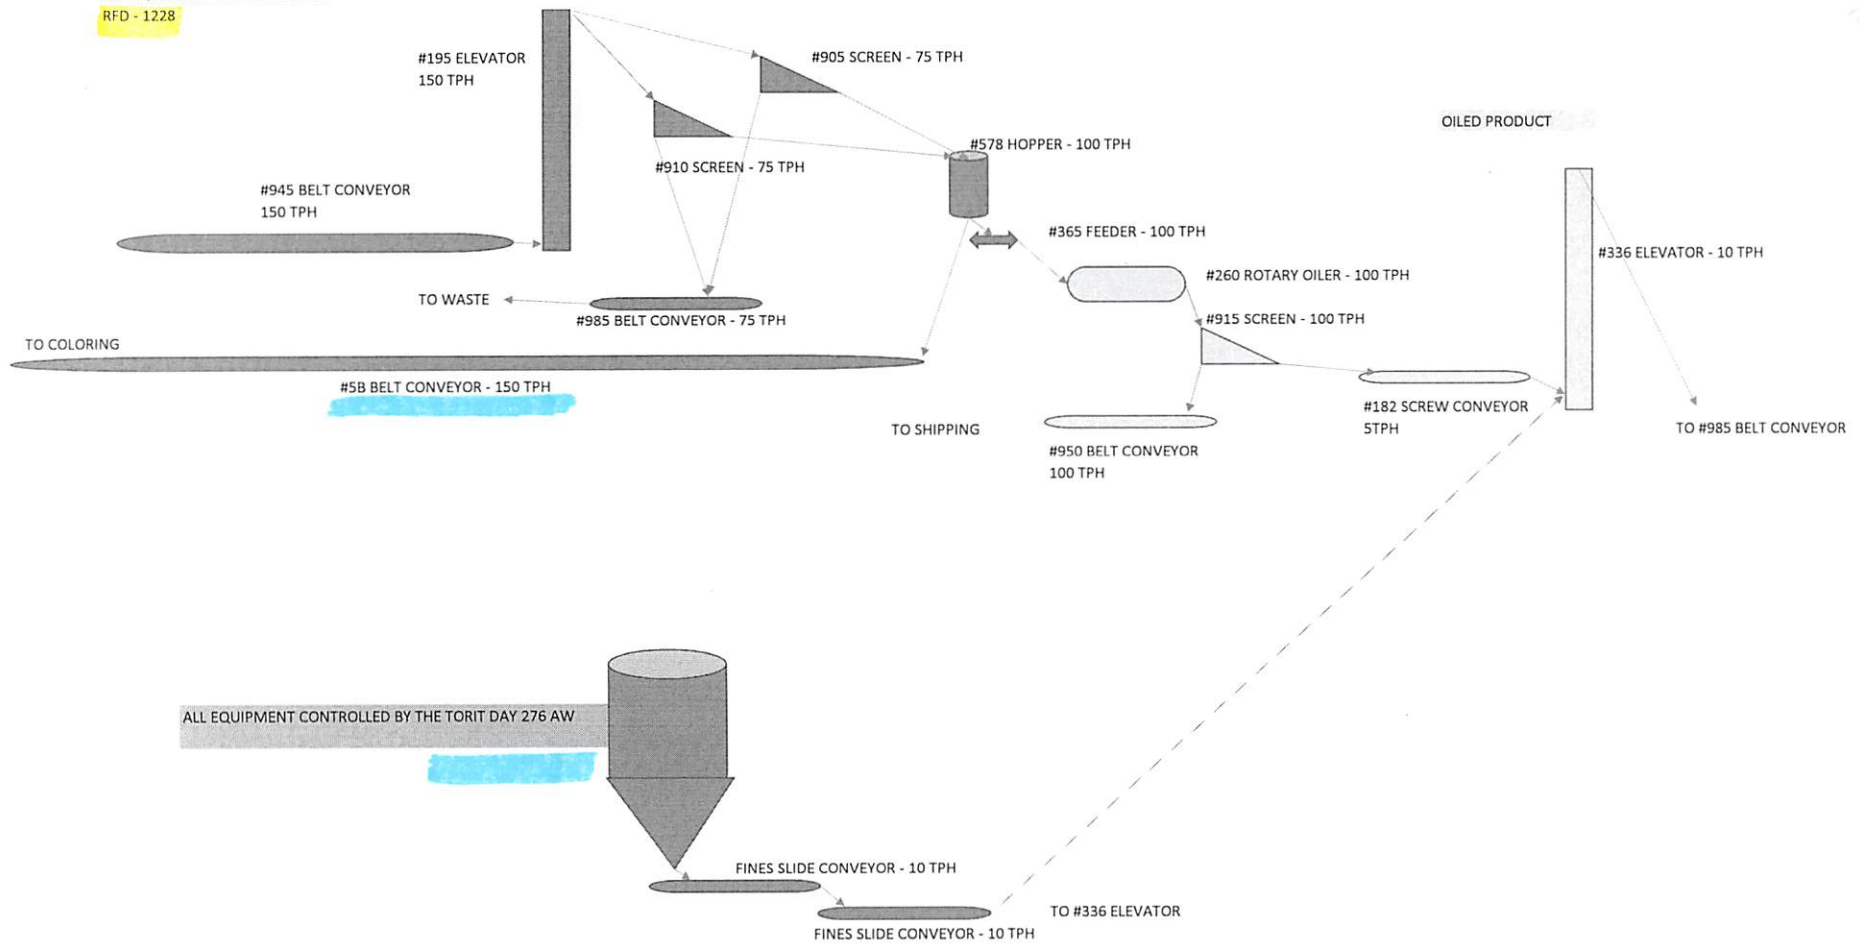 RFD - 1228
#195 ELEVATOR
150 TPH
#905 SCREEN - 75 TPH
OILED PRODUCT
#578 HOPPER - 100 TPH
#910 SCREEN - 75 TPH
#945 BELT CONVEYOR
150 TPH
#365 FEEDER - 100 TPH
#336 ELEVATOR - 10 TPH
#260 ROTARY OILER - 100 TPH
TO WASTE
#985 BELT CONVEYOR - 75 TPH
#915 SCREEN - 100 TPH
TO COLORING
#5B BELT CONVEYOR - 150 TPH
#182 SCREW CONVEYOR
5TPH
TO SHIPPING
TO #985 BELT CONVEYOR
#950 BELT CONVEYOR
100 TPH
ALL EQUIPMENT CONTROLLED BY THE TORIT DAY 276 AW
FINES SLIDE CONVEYOR - 10 TPH
TO #336 ELEVATOR
FINES SLIDE CONVEYOR - 10 TPH